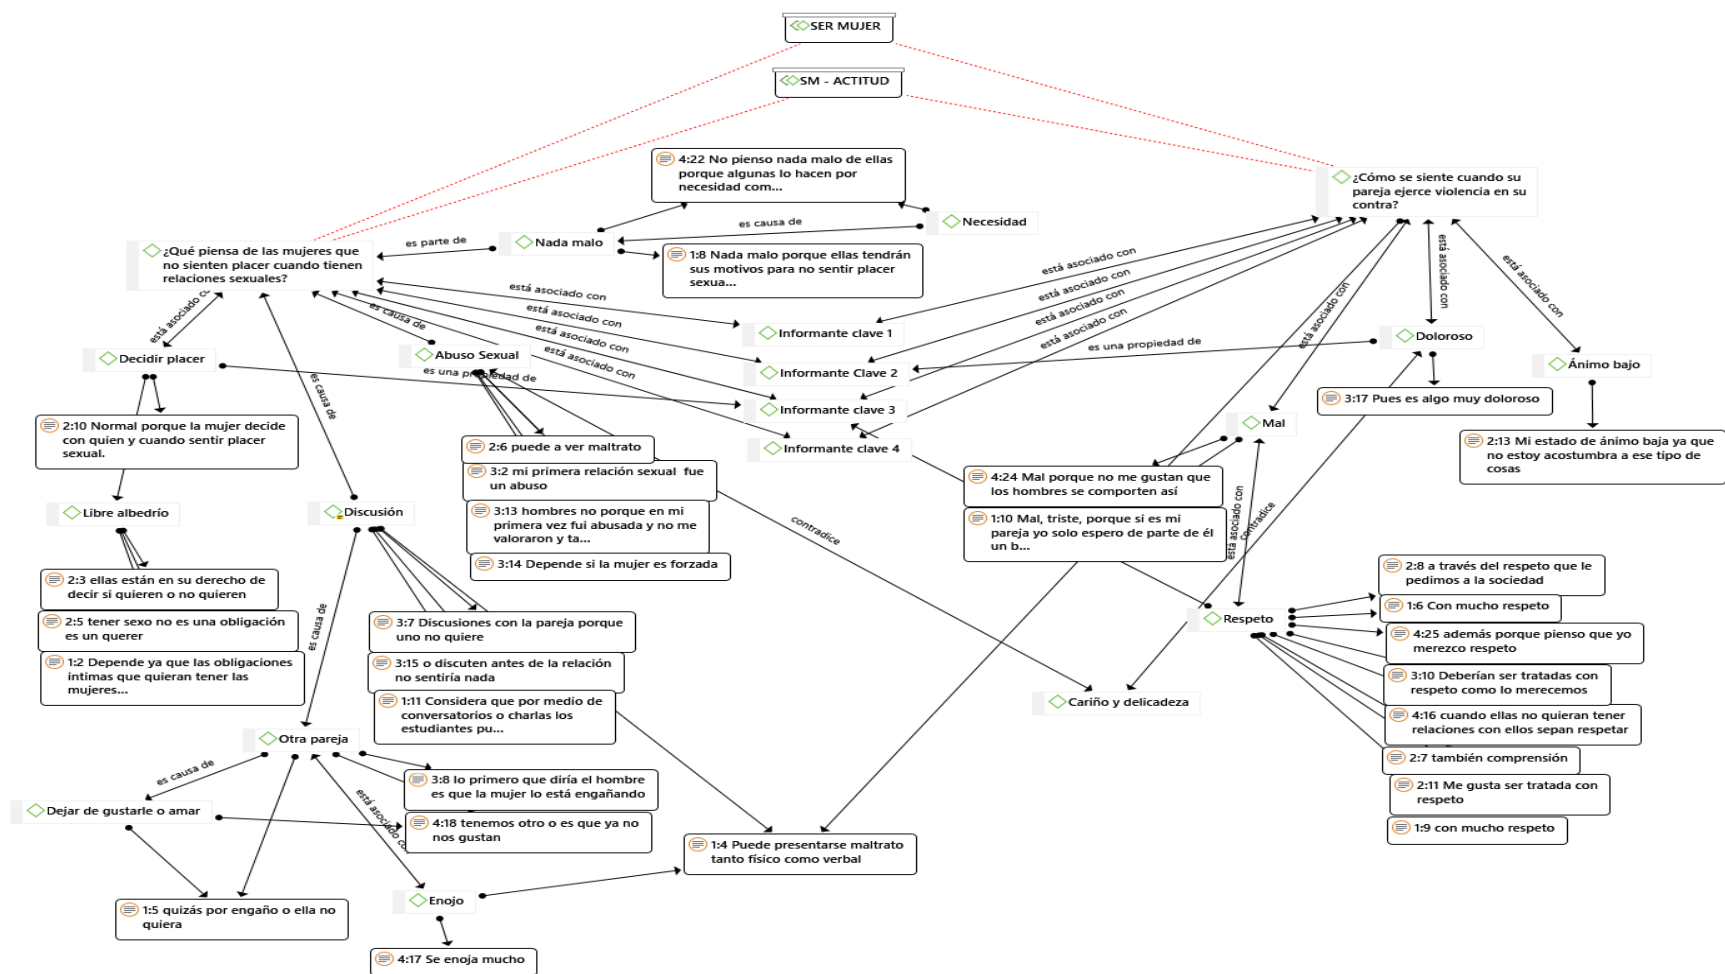 SER MUJER
SM - ACTITUD
4:22 No pienso nada malo de ellas
porque algunas lo hacen por
necesidad com...
¿Cómo se siente cuando su
pareja ejerce violencia en su
contra?
Necesidad
es causa de
Nada malo
es parte de
¿Qué piensa de las mujeres que
no sienten placer cuando tienen
relaciones sexuales?
1:8 Nada malo porque ellas tendrán
sus motivos para no sentir placer
sexua...
está asociado con
está asociado con
está asociado con
está asociado con
está asociado con
está asociado con
está asociado con
está asociado con
está asociado con
está asociado con
está asociado con
está asociado co
es causa de
Informante clave 1
Doloroso
es una propiedad de
Decidir placer
Abuso Sexual
Ánimo bajo
es una propiedad de
Informante Clave 2
es causa de
3:17 Pues es algo muy doloroso
Informante clave 3
Mal
2:10 Normal porque la mujer decide
con quien y cuando sentir placer
sexual.
2:6 puede a ver maltrato
Informante clave 4
2:13 Mi estado de ánimo baja ya que
no estoy acostumbra a ese tipo de
cosas
3:2 mi primera relación sexual fue
un abuso
4:24 Mal porque no me gustan que
los hombres se comporten así
Libre albedrío
Discusión
3:13 hombres no porque en mi
primera vez fui abusada y no me
valoraron y ta...
1:10 Mal, triste, porque si es mi
pareja yo solo espero de parte de él
un b...
contradice
está asociado con
contradice
3:14 Depende si la mujer es forzada
2:8 a través del respeto que le
pedimos a la sociedad
2:3 ellas están en su derecho de
decir si quieren o no quieren
1:6 Con mucho respeto
2:5 tener sexo no es una obligación
es un querer
3:7 Discusiones con la pareja porque
uno no quiere
Respeto
4:25 además porque pienso que yo
merezco respeto
es causa de
1:2 Depende ya que las obligaciones
intimas que quieran tener las
mujeres...
3:15 o discuten antes de la relación
no sentiría nada
3:10 Deberían ser tratadas con
respeto como lo merecemos
1:11 Considera que por medio de
conversatorios o charlas los
estudiantes pu...
Cariño y delicadeza
4:16 cuando ellas no quieran tener
relaciones con ellos sepan respetar
Otra pareja
2:7 también comprensión
es causa de
3:8 lo primero que diría el hombre
es que la mujer lo está engañando
2:11 Me gusta ser tratada con
respeto
Dejar de gustarle o amar
está asociado co
4:18 tenemos otro o es que ya no
nos gustan
1:9 con mucho respeto
1:4 Puede presentarse maltrato
tanto físico como verbal
1:5 quizás por engaño o ella no
quiera
Enojo
4:17 Se enoja mucho